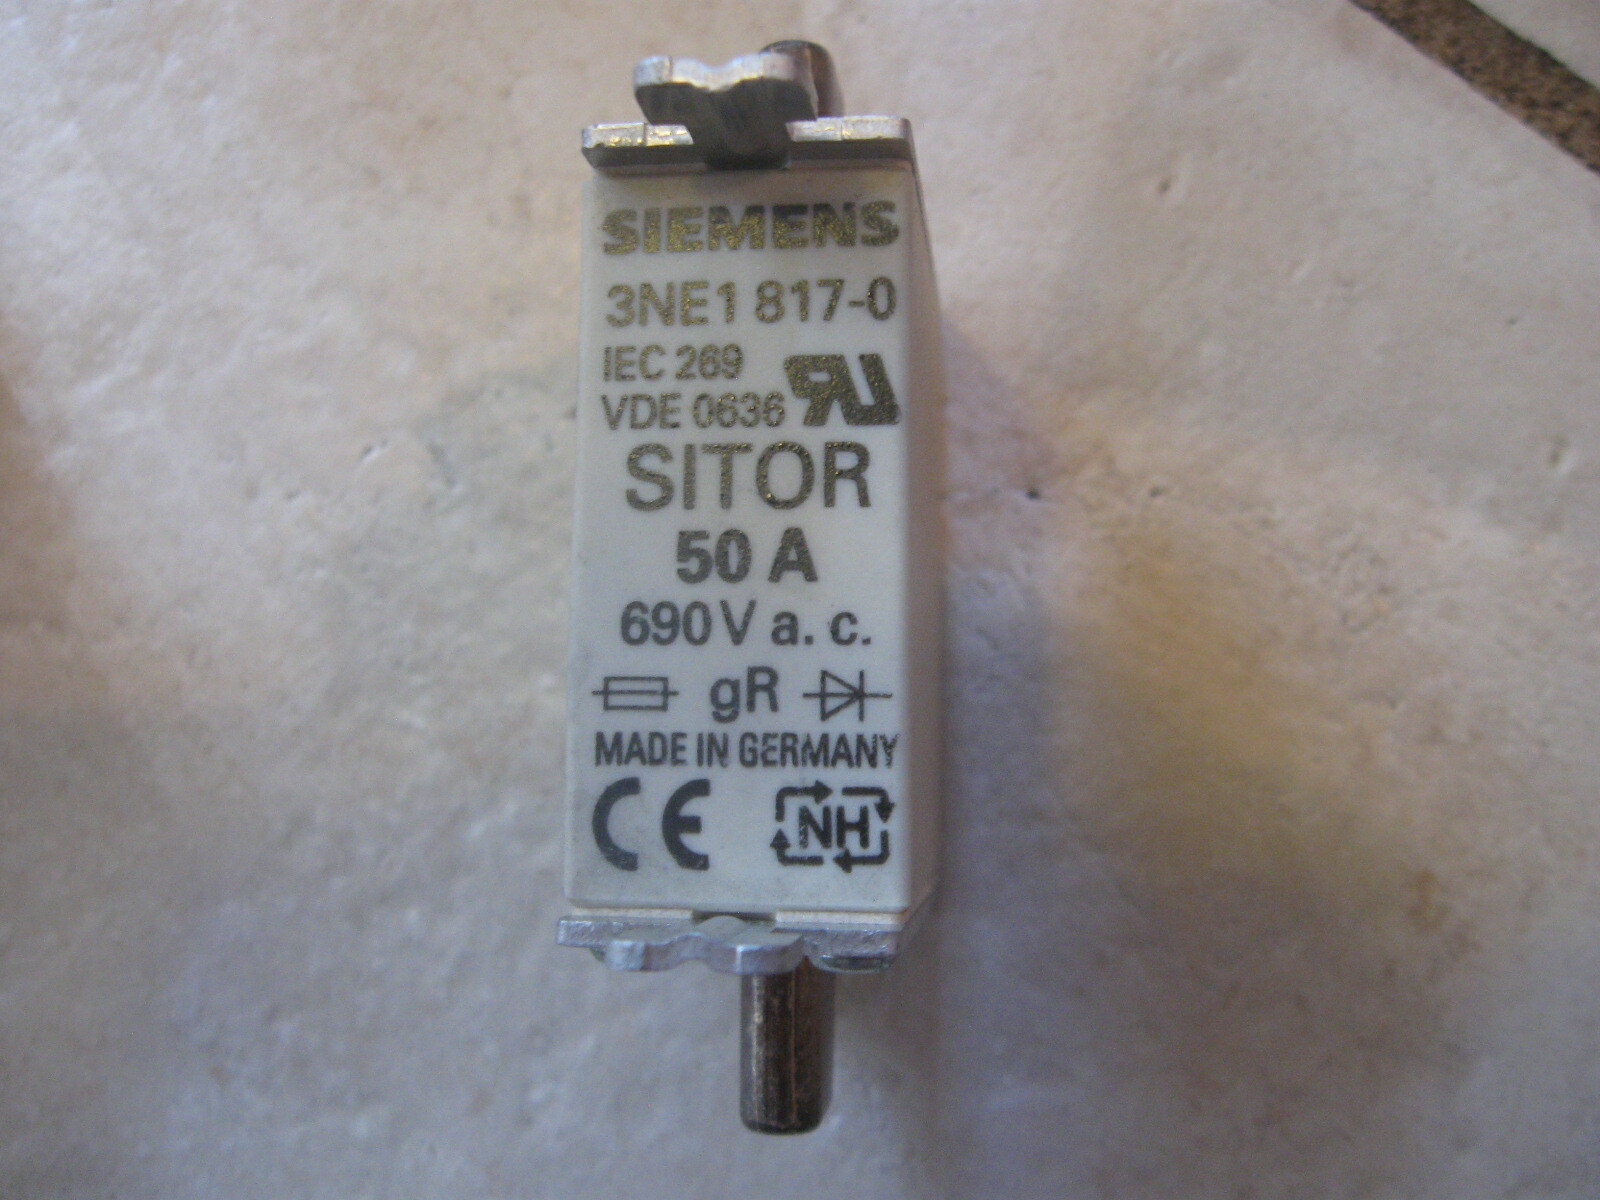 SIEMENS
3NE1 817-0
IEC 269
VDE 0636
SITOR
50 A
690V a. c.
gR
MADE IN GERMANY
CE
NH